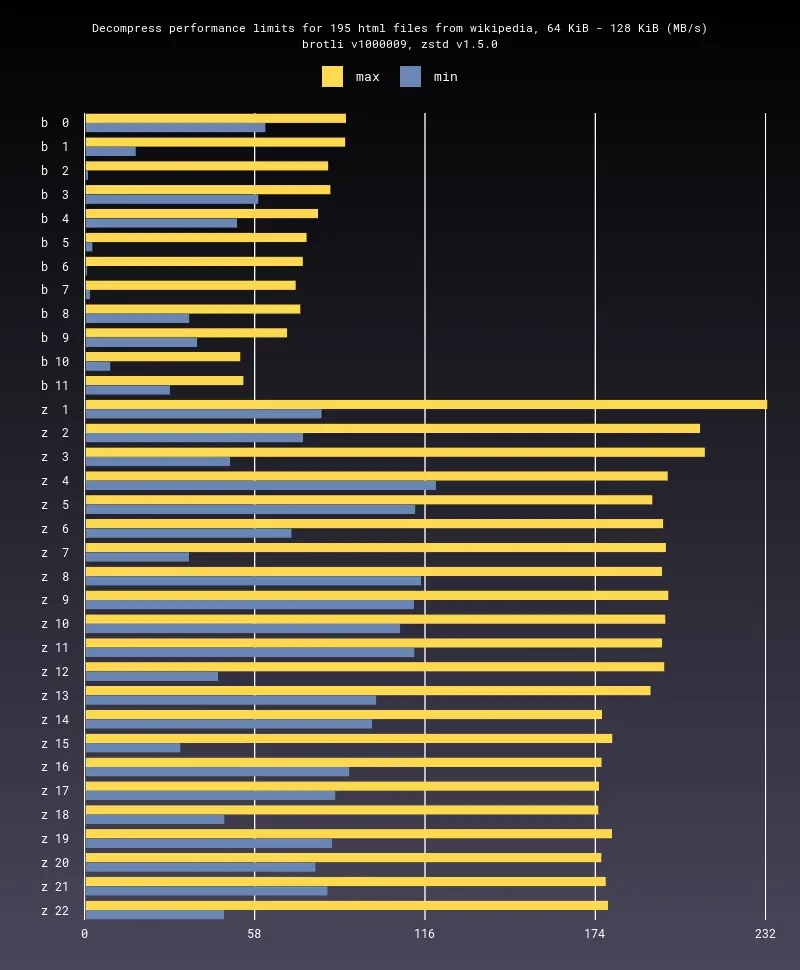 Decompress performance limits for 195 html files from wikipedia, 64 KiB - 128 KiB (MB/s)
brotli v1000009, zstd v1.5.0
max min
b 0
b 1
b 2
b 3
b 4
b 5
b 6
b 7
b 8
b 9
b 10
b 11
z 1
z 2
z 3
z 4
z 5
z 6
z 7
z 8
z 9
z 10
z 11
z 12
z 13
z 14
z 15
z 16
z 17
z 18
z 19
z 20
z 21
z 22
0 58 116 174 232